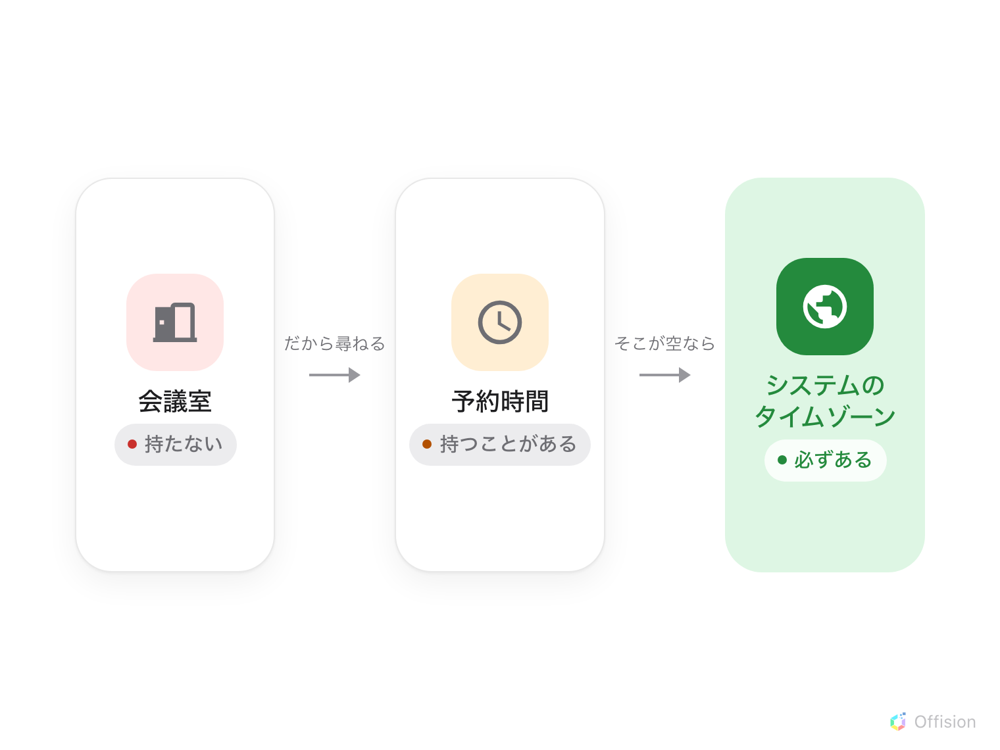 会議室
持たない
だから尋ねる
予約時間
持つことがある
そこが空なら
システムの
タイムゾーン
必ずある
Offision